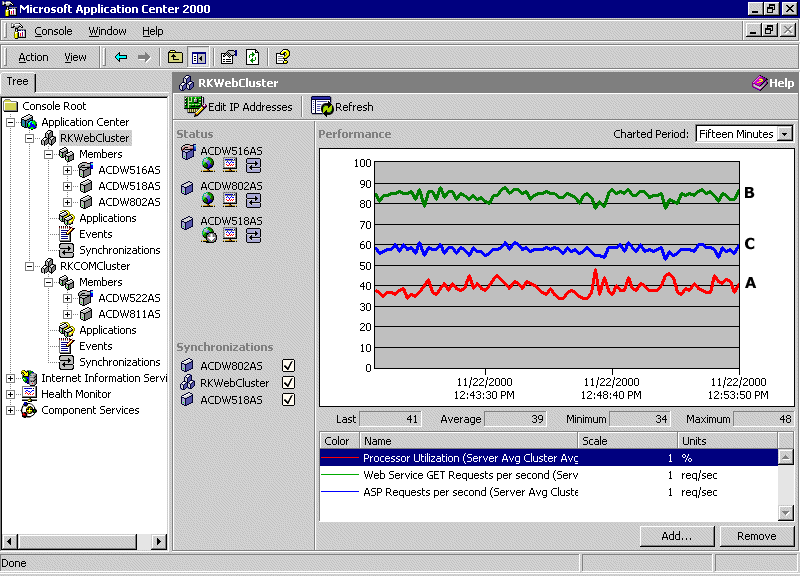 Microsoft Application Center 2000
Console Window Help
Action View
Tree
Console Root
Application Center
RKWebCluster
Members
ACDW516AS
ACDW518AS
ACDW802AS
Applications
Events
Synchronizations
RKCOMCluster
Members
ACDW522AS
ACDW811AS
Applications
Events
Synchronizations
Internet Information Servi
Health Monitor
Component Services
RKWebCluster Help
Edit IP Addresses Refresh
Status
ACDW516AS
ACDW802AS
ACDW518AS
Synchronizations
ACDW802AS
RKWebCluster
ACDW518AS
Performance Charted Period: Fifteen Minutes
100
90
80
70
60
50
40
30
20
10
0
B
C
A
11/22/2000 11/22/2000 11/22/2000
12:43:30 PM 12:48:40 PM 12:53:50 PM
Last 41 Average 39 Minimum 34 Maximum 48
Color Name Scale Units
Processor Utilization (Server Avg Cluster Avg 1 %
Web Service GET Requests per second (Serv 1 req/sec
ASP Requests per second (Server Avg Cluste 1 req/sec
Add... Remove
Done